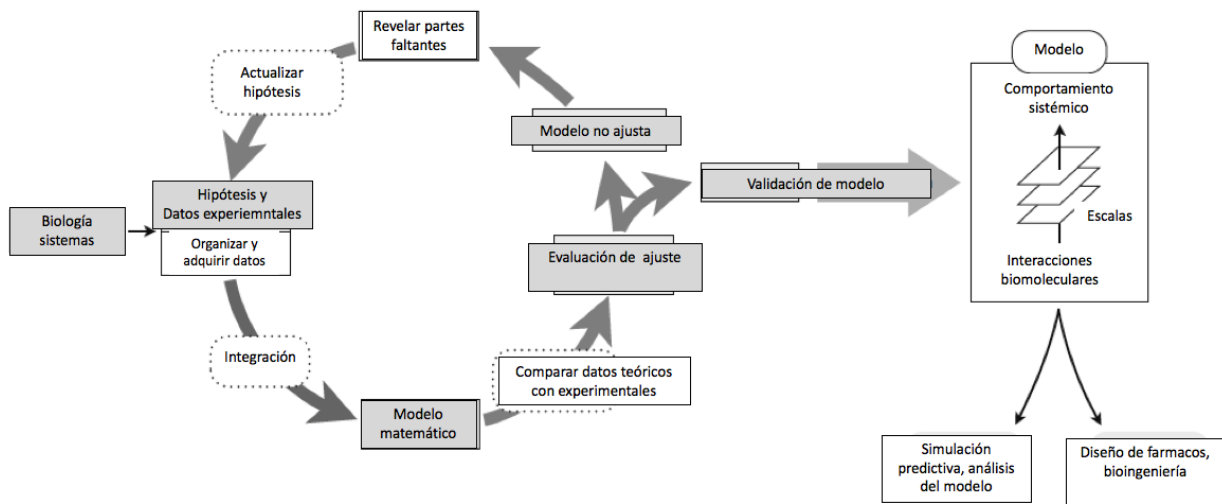 Revelar partes
faltantes
Actualizar
hipótesis
Modelo no ajusta
Hipótesis y
Datos experiemntales
Organizar y
adquirir datos
Biología
sistemas
Validación de modelo
Evaluación de ajuste
Integración
Comparar datos teóricos
con experimentales
Modelo
matemático
Modelo
Comportamiento
sistémico
Escalas
Interacciones
biomoleculares
Simulación
predictiva, análisis
del modelo
Diseño de farmacos,
bioingeniería